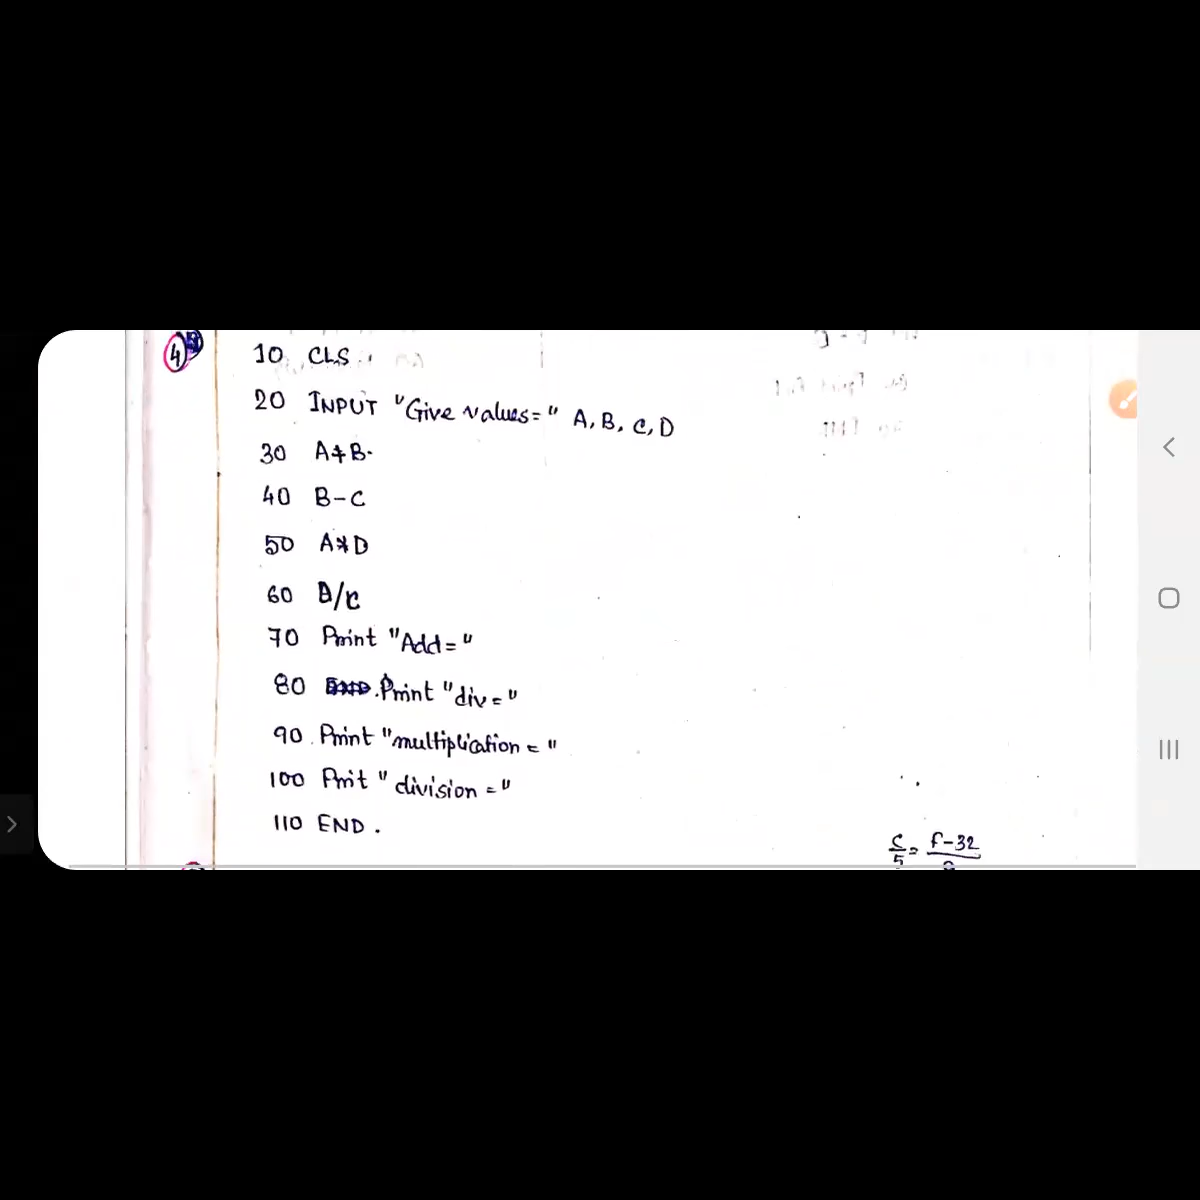 4
10 CLS
20 INPUT "Give values=" A, B, C, D
30 A+B.
40 B-C
50 A*D
60 D/C
70 Print "Add="
80 Print "div="
90 Print "multiplication = "
100 Prit "division ="
110 END.
C/5 = F-32